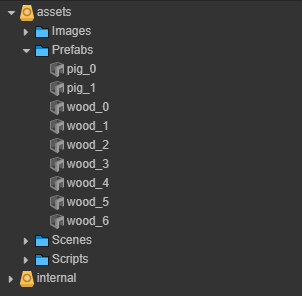 assets
Images
Prefabs
pig_0
pig_1
wood_0
wood_1
wood_2
wood_3
wood_4
wood_5
wood_6
Scenes
Scripts
internal